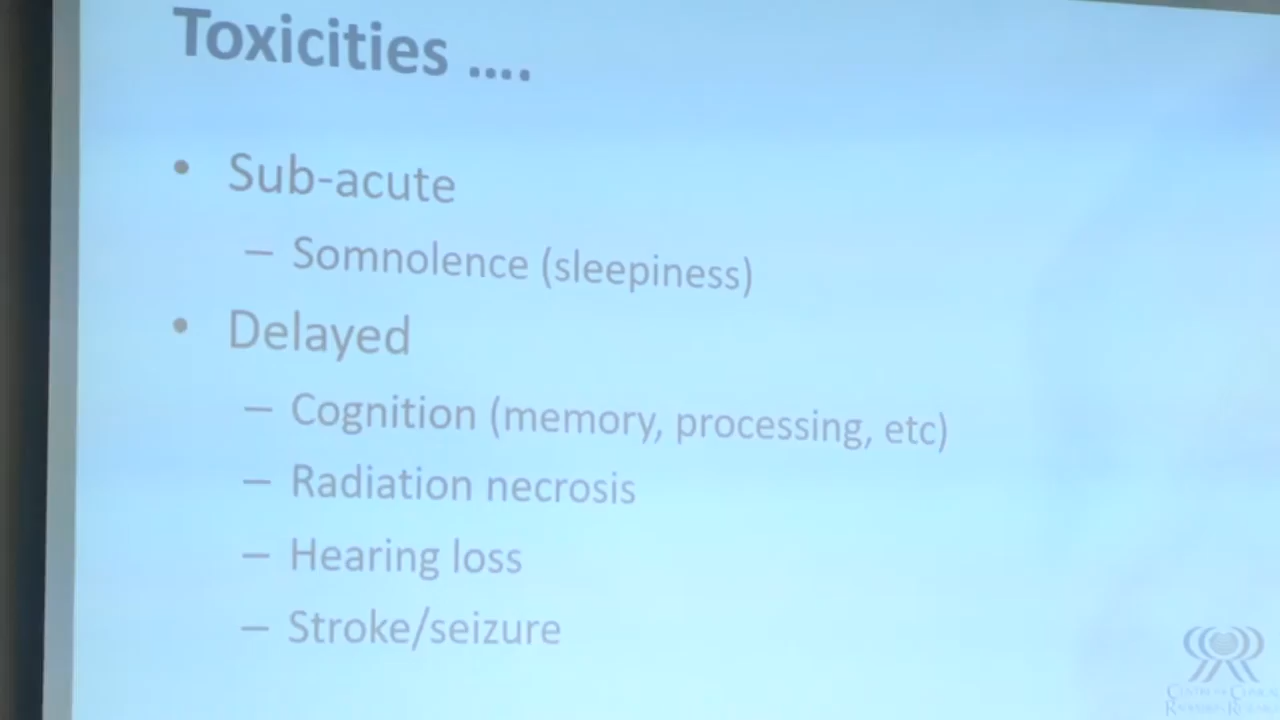 Toxicities ....
• Sub-acute
– Somnolence (sleepiness)
• Delayed
– Cognition (memory, processing, etc)
– Radiation necrosis
– Hearing loss
– Stroke/seizure